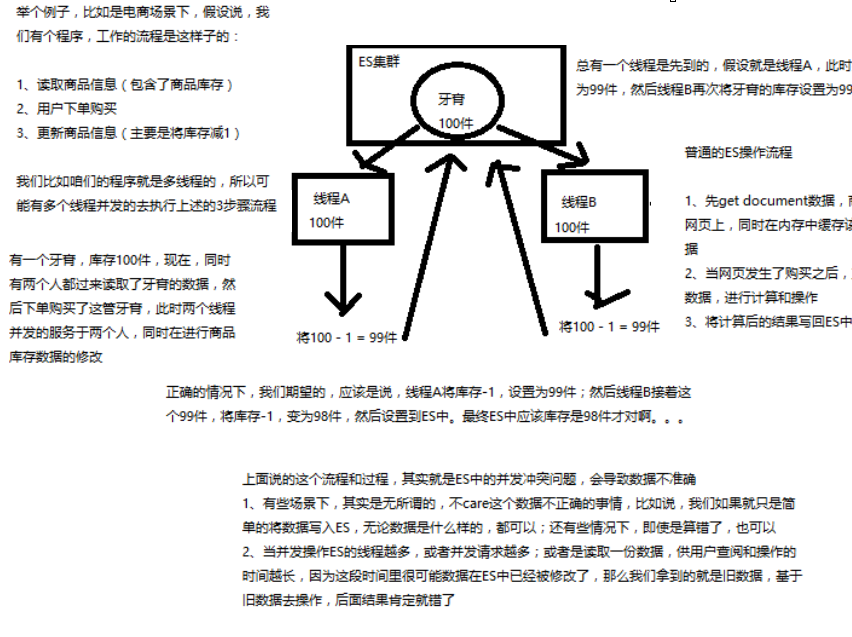 举个例子，比如是电商场景下，假设说，我
们有个程序，工作的流程是这样子的：
1、读取商品信息（包含了商品库存）
2、用户下单购买
3、更新商品信息（主要是将库存减1）
我们比如咱们的程序就是多线程的，所以可
能有多个线程并发的去执行上述的3步骤流程
有一个牙膏，库存100件，现在，同时
有两个人都过来读取了牙膏的数据，然
后下单购买了这管牙膏，此时两个线程
并发的服务于两个人，同时在进行商品
库存数据的修改
ES集群
牙膏
100件
线程A
100件
线程B
100件
将100 - 1 = 99件
将100 - 1 = 99件
总有一个线程是先到的，假设就是线程A，此时
为99件，然后线程B再次将牙膏的库存设置为99
普通的ES操作流程
1、先get document数据，
网页上，同时在内存中缓存
据
2、当网页发生了购买之后，
数据，进行计算和操作
3、将计算后的结果写回ES中
正确的情况下，我们期望的，应该是说，线程A将库存-1，设置为99件；然后线程B接着这
个99件，将库存-1，变为98件，然后设置到ES中。最终ES中应该库存是98件才对啊。。。
上面说的这个流程和过程，其实就是ES中的并发冲突问题，会导致数据不准确
1、有些场景下，其实是无所谓的，不care这个数据不正确的事情，比如说，我们如果就只是简
单的将数据写入ES，无论数据是什么样的，都可以；还有些情况下，即使是算错了，也可以
2、当并发操作ES的线程越多，或者并发请求越多；或者是读取一份数据，供用户查阅和操作的
时间越长，因为这段时间里很可能数据在ES中已经被修改了，那么我们拿到的就是旧数据，基于
旧数据去操作，后面结果肯定就错了